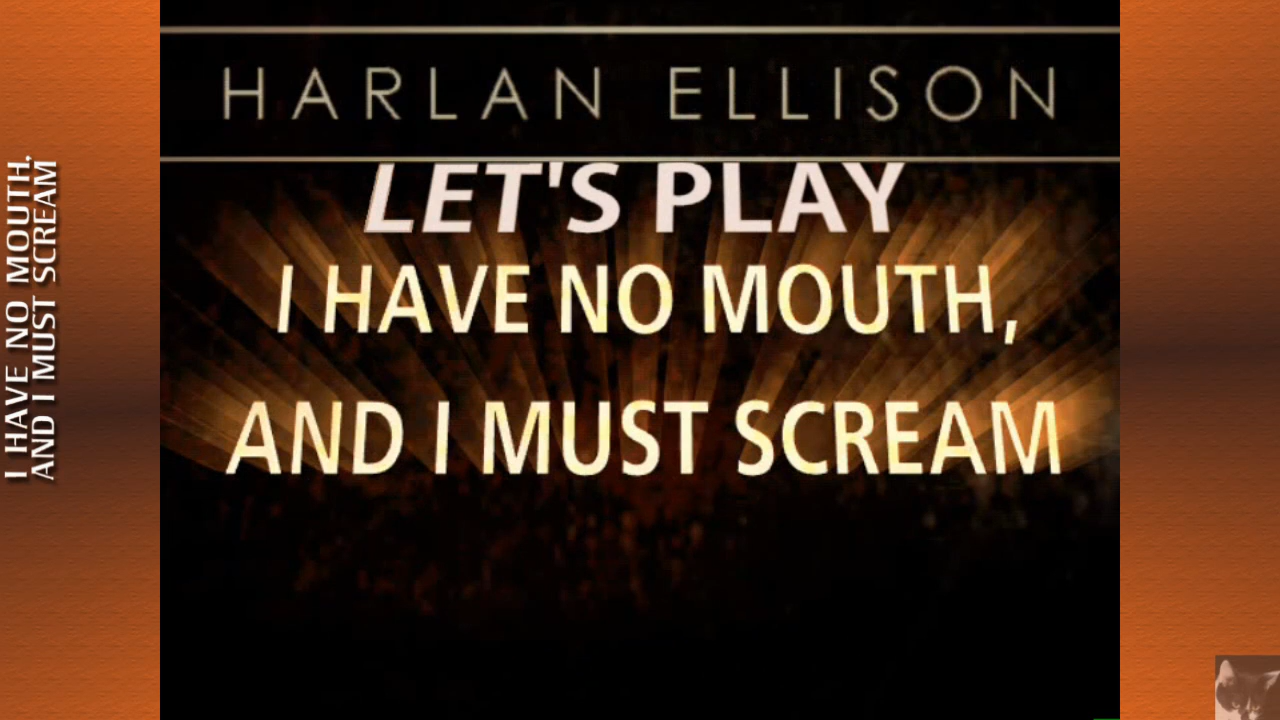 HARLAN ELLISON
LET'S PLAY
I HAVE NO MOUTH,
AND I MUST SCREAM
I HAVE NO MOUTH,
AND I MUST SCREAM